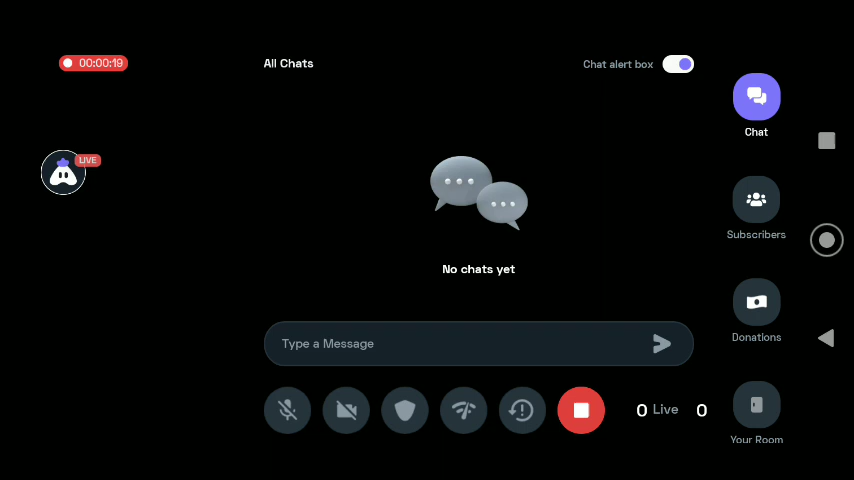 00:00:19
All Chats
Chat alert box
Chat
LIVE
Subscribers
No chats yet
Donations
Type a Message
0 Live 0
Your Room